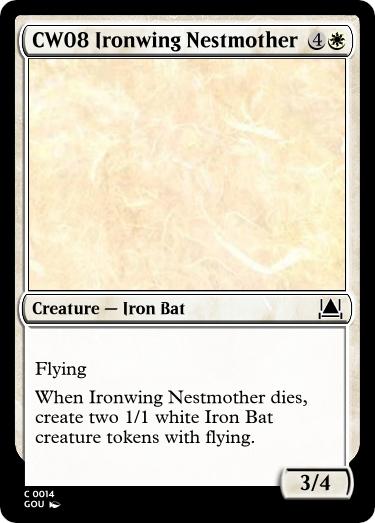 CW08 Ironwing Nestmother 4
Creature — Iron Bat
Flying
When Ironwing Nestmother dies,
create two 1/1 white Iron Bat
creature tokens with flying.
3/4
C 0014
GOU